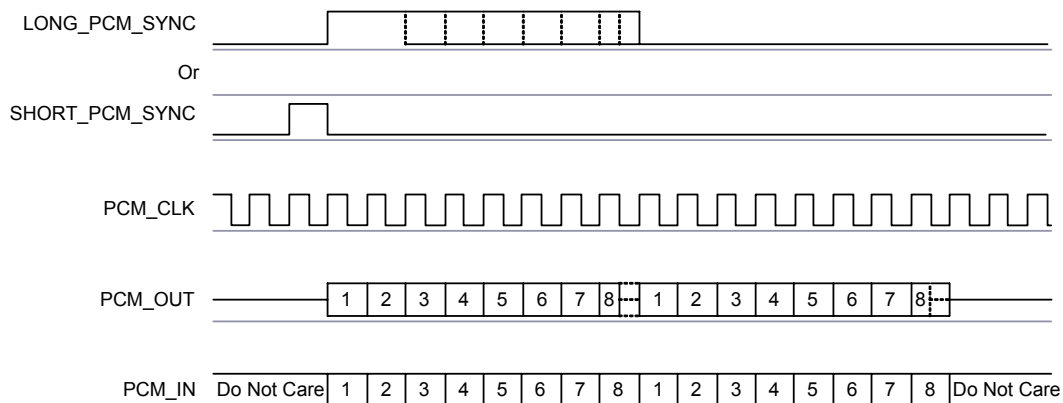 LONG_PCM_SYNC
Or
SHORT_PCM_SYNC
PCM_CLK
PCM_OUT 1 2 3 4 5 6 7 8 1 2 3 4 5 6 7 8
PCM_IN Do Not Care 1 2 3 4 5 6 7 8 1 2 3 4 5 6 7 8 Do Not Care